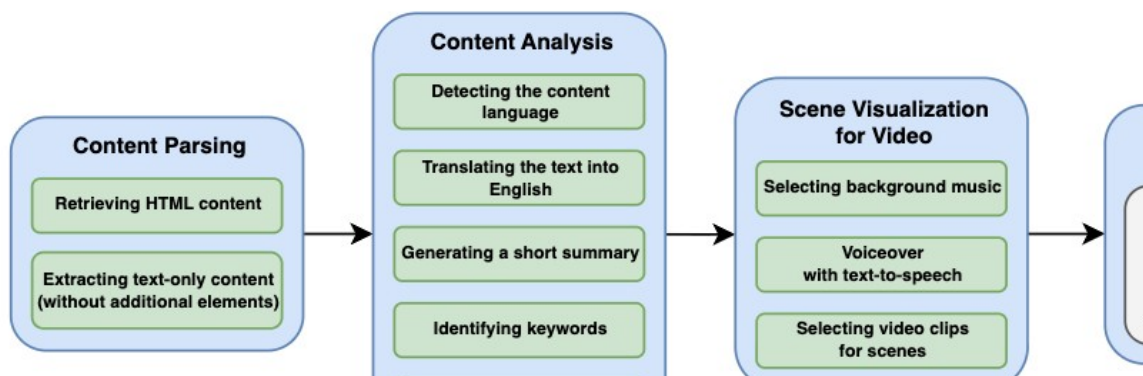 Content Parsing
Retrieving HTML content
Extracting text-only content
(without additional elements)
Content Analysis
Detecting the content
language
Translating the text into
English
Generating a short summary
Identifying keywords
Scene Visualization
for Video
Selecting background music
Voiceover
with text-to-speech
Selecting video clips
for scenes